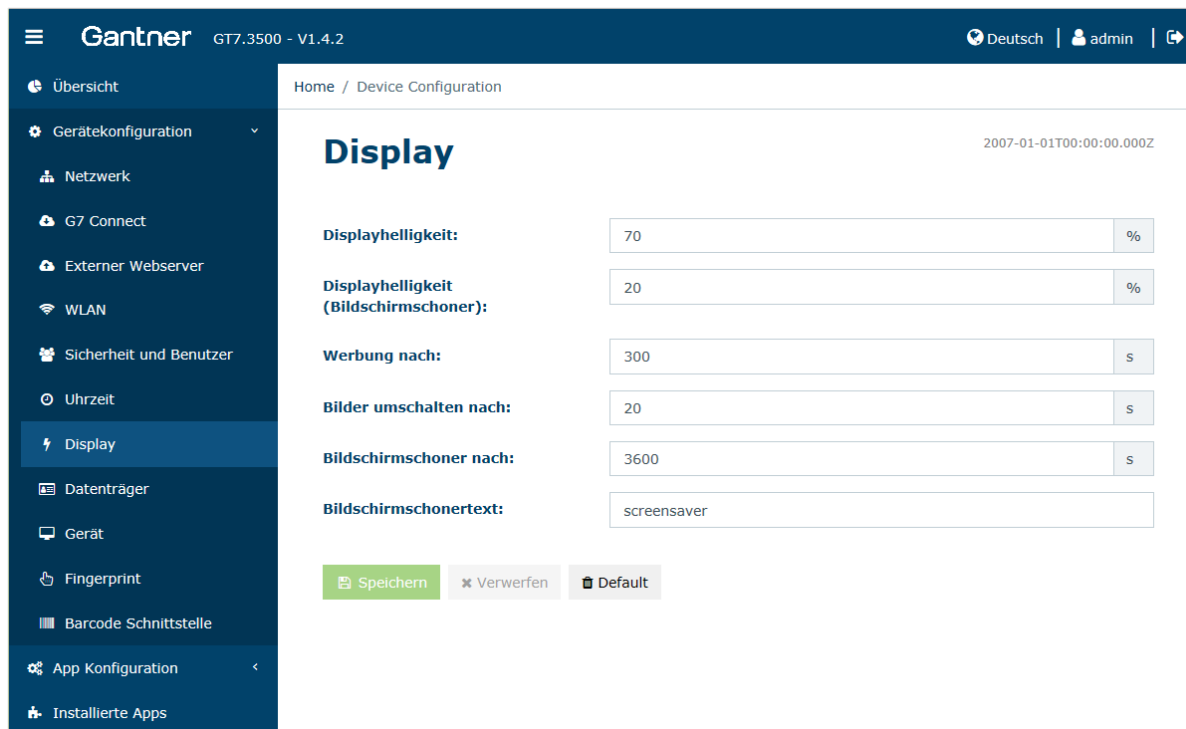 Gantner GT7.3500 - V1.4.2
Deutsch | admin |
Übersicht
Gerätekonfiguration
Netzwerk
G7 Connect
Externer Webserver
WLAN
Sicherheit und Benutzer
Uhrzeit
Display
Datenträger
Gerät
Fingerprint
Barcode Schnittstelle
App Konfiguration
Installierte Apps
Home / Device Configuration
Display
2007-01-01T00:00:00.000Z
Displayhelligkeit: 70 %
Displayhelligkeit
(Bildschirmschoner): 20 %
Werbung nach: 300 s
Bilder umschalten nach: 20 s
Bildschirmschoner nach: 3600 s
Bildschirmschonertext: screensaver
Speichern Verwerfen Default